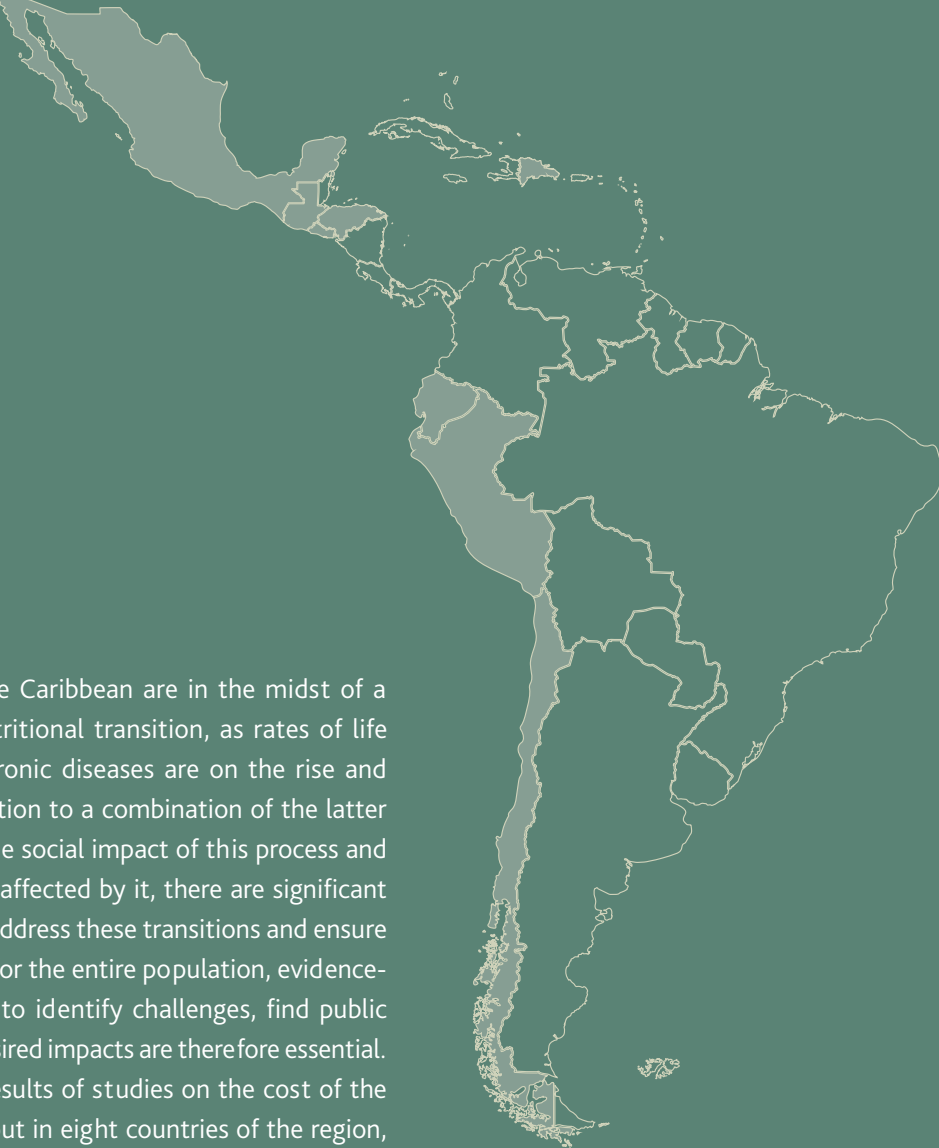 e Caribbean are in the midst of a
tritional transition, as rates of life
ronic diseases are on the rise and
tion to a combination of the latter
e social impact of this process and
affected by it, there are significant
ddress these transitions and ensure
or the entire population, evidence-
to identify challenges, find public
sired impacts are therefore essential.
esults of studies on the cost of the
ut in eight countries of the region,